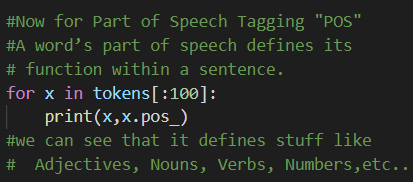 #Now for Part of Speech Tagging "POS"
#A word’s part of speech defines its
# function within a sentence.
for x in tokens[:100]:
    print(x,x.pos_)
#we can see that it defines stuff like
#  Adjectives, Nouns, Verbs, Numbers,etc..